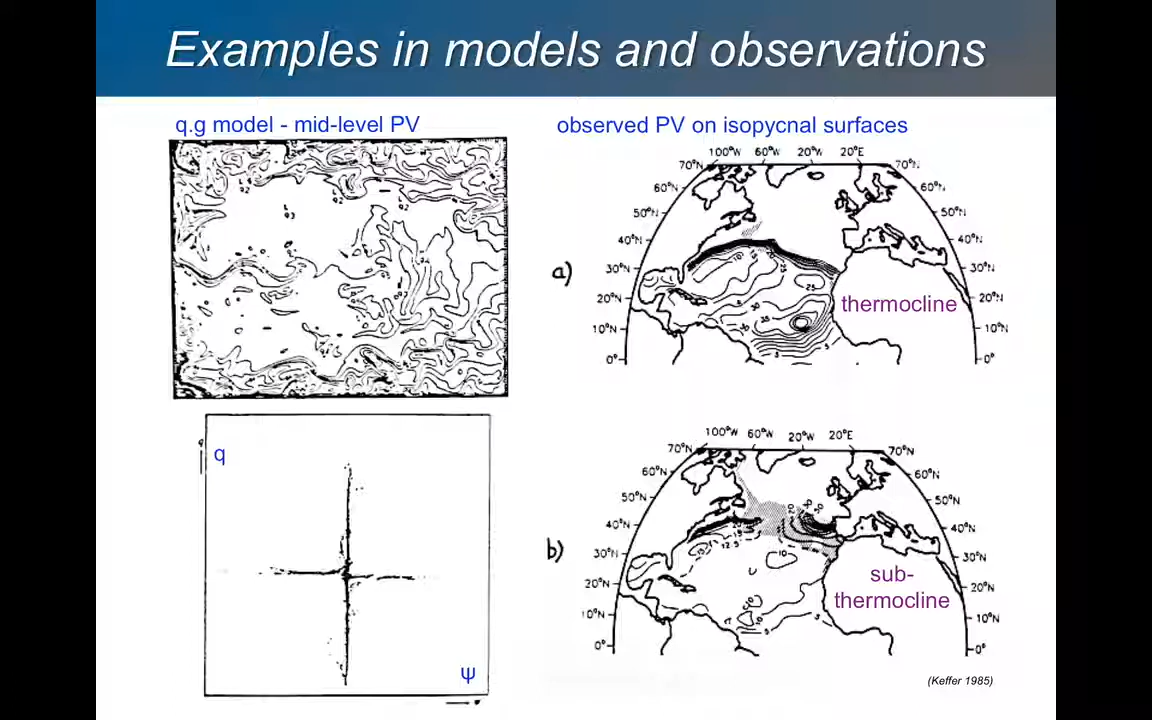 Examples in models and observations
q.g model - mid-level PV
q
ψ
observed PV on isopycnal surfaces
100°W 60°W 20°W 20°E
70°N 70°N
60°N 60°N
50°N 50°N
40°N 40°N
30°N 30°N
20°N 20°N
10°N 10°N
0° 0°
a)
thermocline
100°W 60°W 20°W 20°E
70°N 70°N
60°N 60°N
50°N 50°N
40°N 40°N
30°N 30°N
20°N 20°N
10°N 10°N
0° 0°
b)
sub-
thermocline
(Keffer 1985)